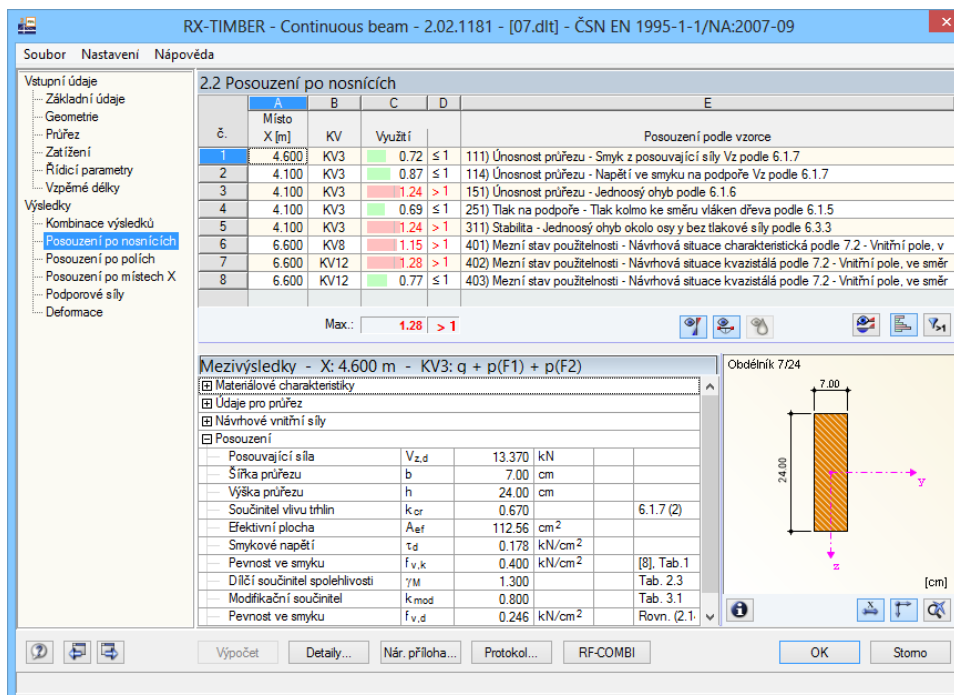 RX-TIMBER - Continuous beam - 2.02.1181 - [07.dlt] - ČSN EN 1995-1-1/NA:2007-09
Soubor Nastavení Nápověda
Vstupní údaje
Základní údaje
Geometrie
Průřez
Zatížení
Řídicí parametry
Vzpěrné délky
Výsledky
Kombinace výsledků
Posouzení po nosnících
Posouzení po polích
Posouzení po místech X
Podporové síly
Deformace
2.2 Posouzení po nosnících
A B C D E
č. Místo X [m] KV Využití Posouzení podle vzorce
1 4.600 KV3 0.72 ≤ 1 111) Únosnost průřezu - Smyk z posouvající síly Vz podle 6.1.7
2 4.100 KV3 0.87 ≤ 1 114) Únosnost průřezu - Napětí ve smyku na podpoře Vz podle 6.1.7
3 4.100 KV3 1.24 > 1 151) Únosnost průřezu - Jednoosý ohyb podle 6.1.6
4 4.100 KV3 0.69 ≤ 1 251) Tlak na podpoře - Tlak kolmo ke směru vláken dřeva podle 6.1.5
5 4.100 KV3 1.24 > 1 311) Stabilita - Jednoosý ohyb okolo osy y bez tlakové síly podle 6.3.3
6 6.600 KV8 1.15 > 1 401) Mezní stav použitelnosti - Návrhová situace charakteristická podle 7.2 - Vnitřní pole, v
7 6.600 KV12 1.28 > 1 402) Mezní stav použitelnosti - Návrhová situace kvazistálá podle 7.2 - Vnitřní pole, ve směr
8 6.600 KV12 0.77 ≤ 1 403) Mezní stav použitelnosti - Návrhová situace kvazistálá podle 7.2 - Vnitřní pole, ve směr
Max.: 1.28 > 1
>1
Mezivýsledky - X: 4.600 m - KV3: q + p(F1) + p(F2)
Materiálové charakteristiky
Údaje pro průřez
Návrhové vnitřní síly
Posouzení
Posouvající síla Vz,d 13.370 kN
Šířka průřezu b 7.00 cm
Výška průřezu h 24.00 cm
Součinitel vlivu trhlin kcr 0.670 6.1.7 (2)
Efektivní plocha Aef 112.56 cm2
Smykové napětí τd 0.178 kN/cm2
Pevnost ve smyku fv,k 0.400 kN/cm2 [8], Tab.1
Dílčí součinitel spolehlivosti γM 1.300 Tab. 2.3
Modifikační součinitel kmod 0.800 Tab. 3.1
Pevnost ve smyku fv,d 0.246 kN/cm2 Rovn. (2.1
Obdélník 7/24
7.00
24.00
y
z
[cm]
x
Výpočet Detaily... Nár. příloha... Protokol... RF-COMBI OK Storno